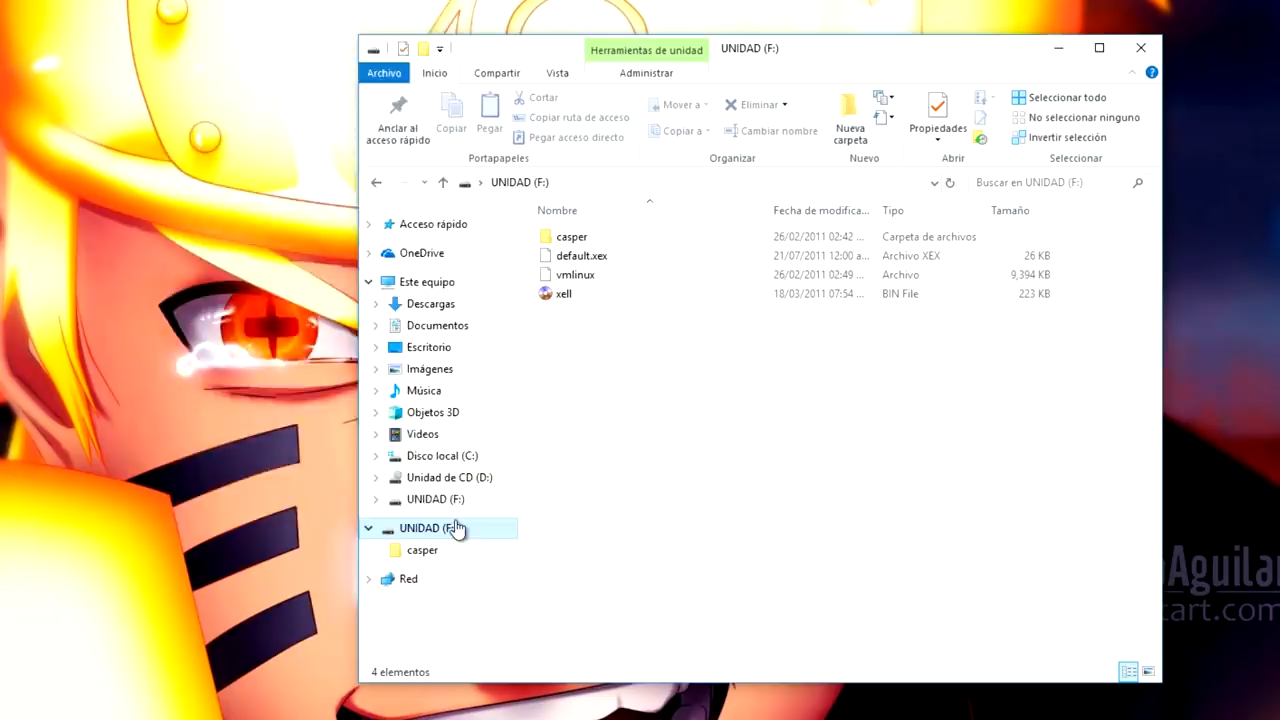 Herramientas de unidad UNIDAD (F:)
Archivo Inicio Compartir Vista Administrar
Anclar al acceso rápido
Copiar
Pegar
Cortar
Copiar ruta de acceso
Pegar acceso directo
Portapapeles
Mover a
Copiar a
Eliminar
Cambiar nombre
Organizar
Nueva carpeta
Nuevo
Propiedades
Abrir
Seleccionar todo
No seleccionar ninguno
Invertir selección
Seleccionar
UNIDAD (F:)
Buscar en UNIDAD (F:)
Acceso rápido
OneDrive
Este equipo
Descargas
Documentos
Escritorio
Imágenes
Música
Objetos 3D
Videos
Disco local (C:)
Unidad de CD (D:)
UNIDAD (F:)
UNIDAD (F:)
casper
Red
Nombre Fecha de modifica... Tipo Tamaño
casper 26/02/2011 02:42 ... Carpeta de archivos
default.xex 21/07/2011 12:00 a... Archivo XEX 26 KB
vmlinux 26/02/2011 02:49 ... Archivo 9,394 KB
xell 18/03/2011 07:54 ... BIN File 223 KB
4 elementos
Aguilar
art.com